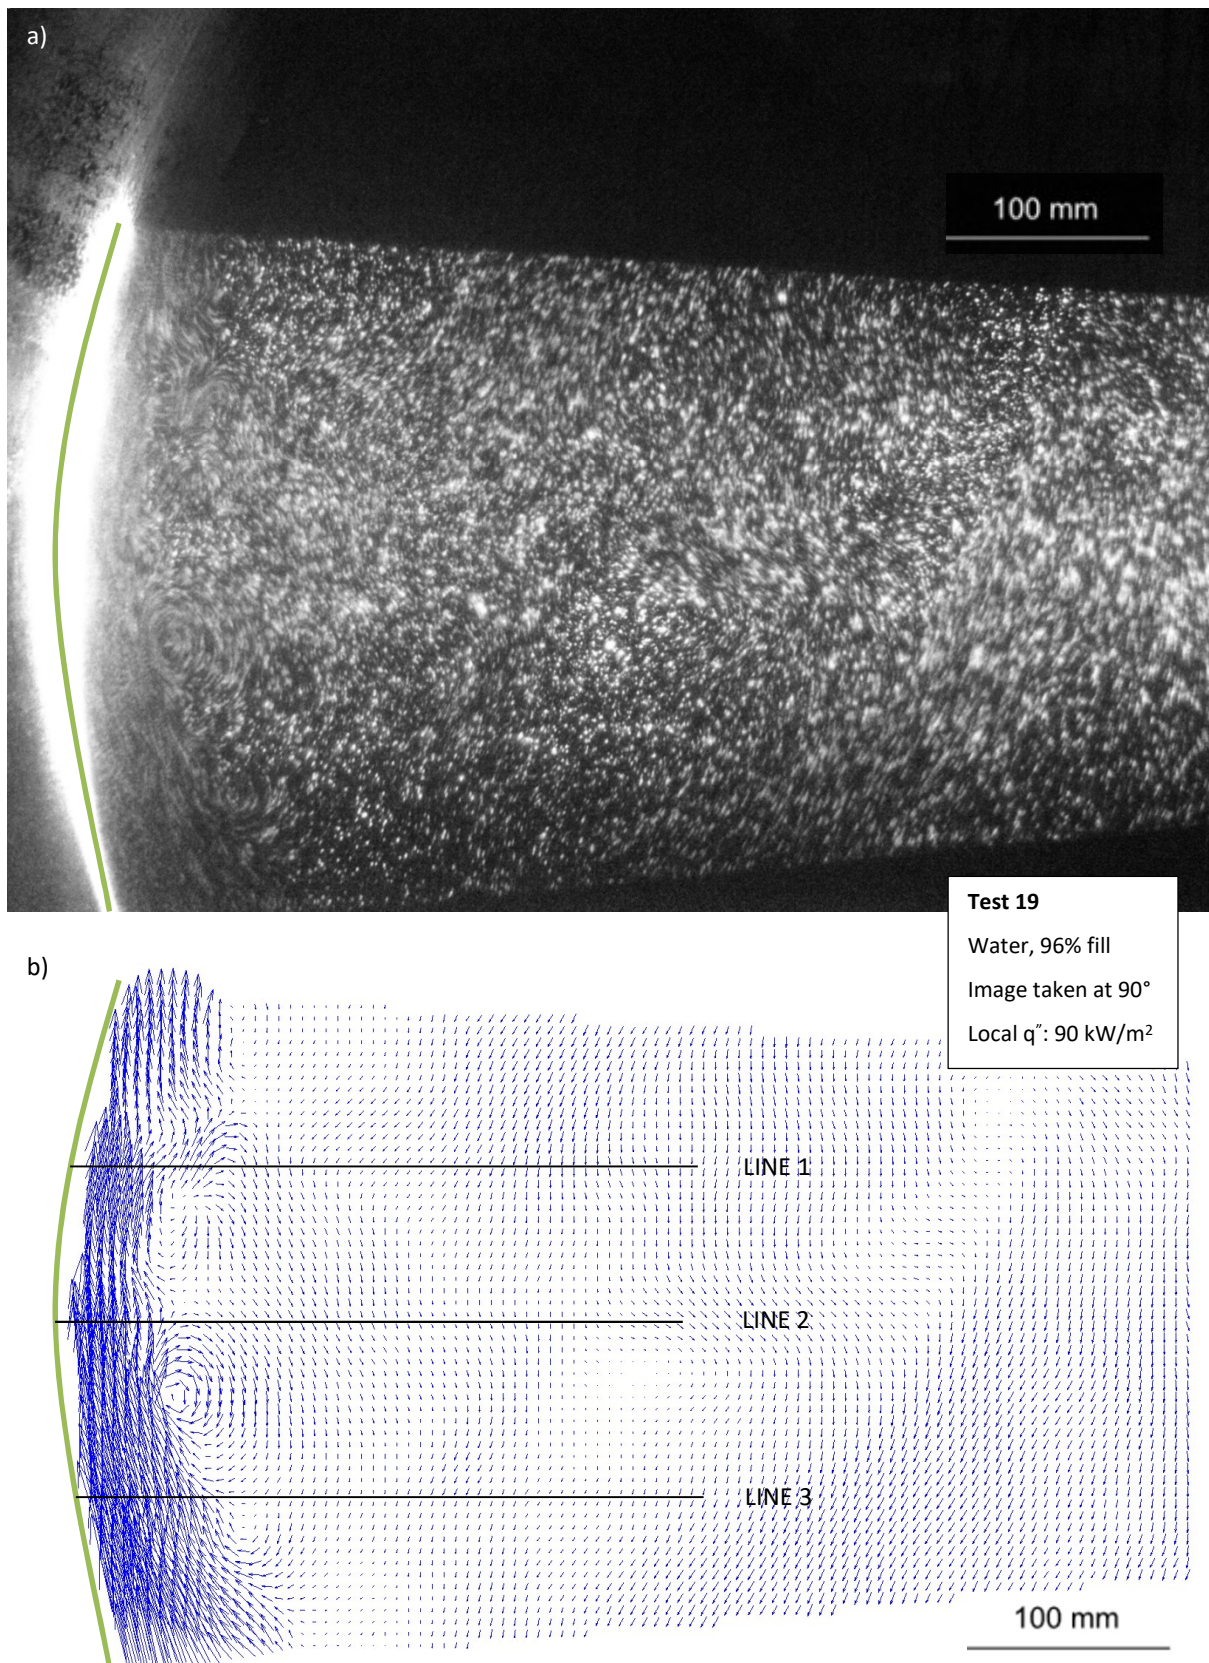 a)
100 mm
Test 19
Water, 96% fill
Image taken at 90°
Local q″: 90 kW/m²
b)
LINE 1
LINE 2
LINE 3
100 mm